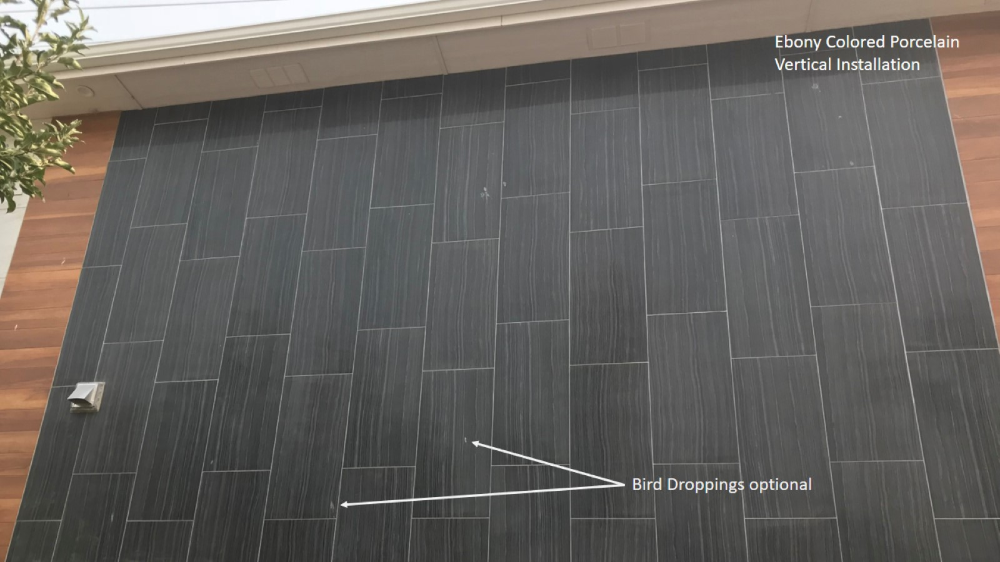 Ebony Colored Porcelain
Vertical Installation
Bird Droppings optional